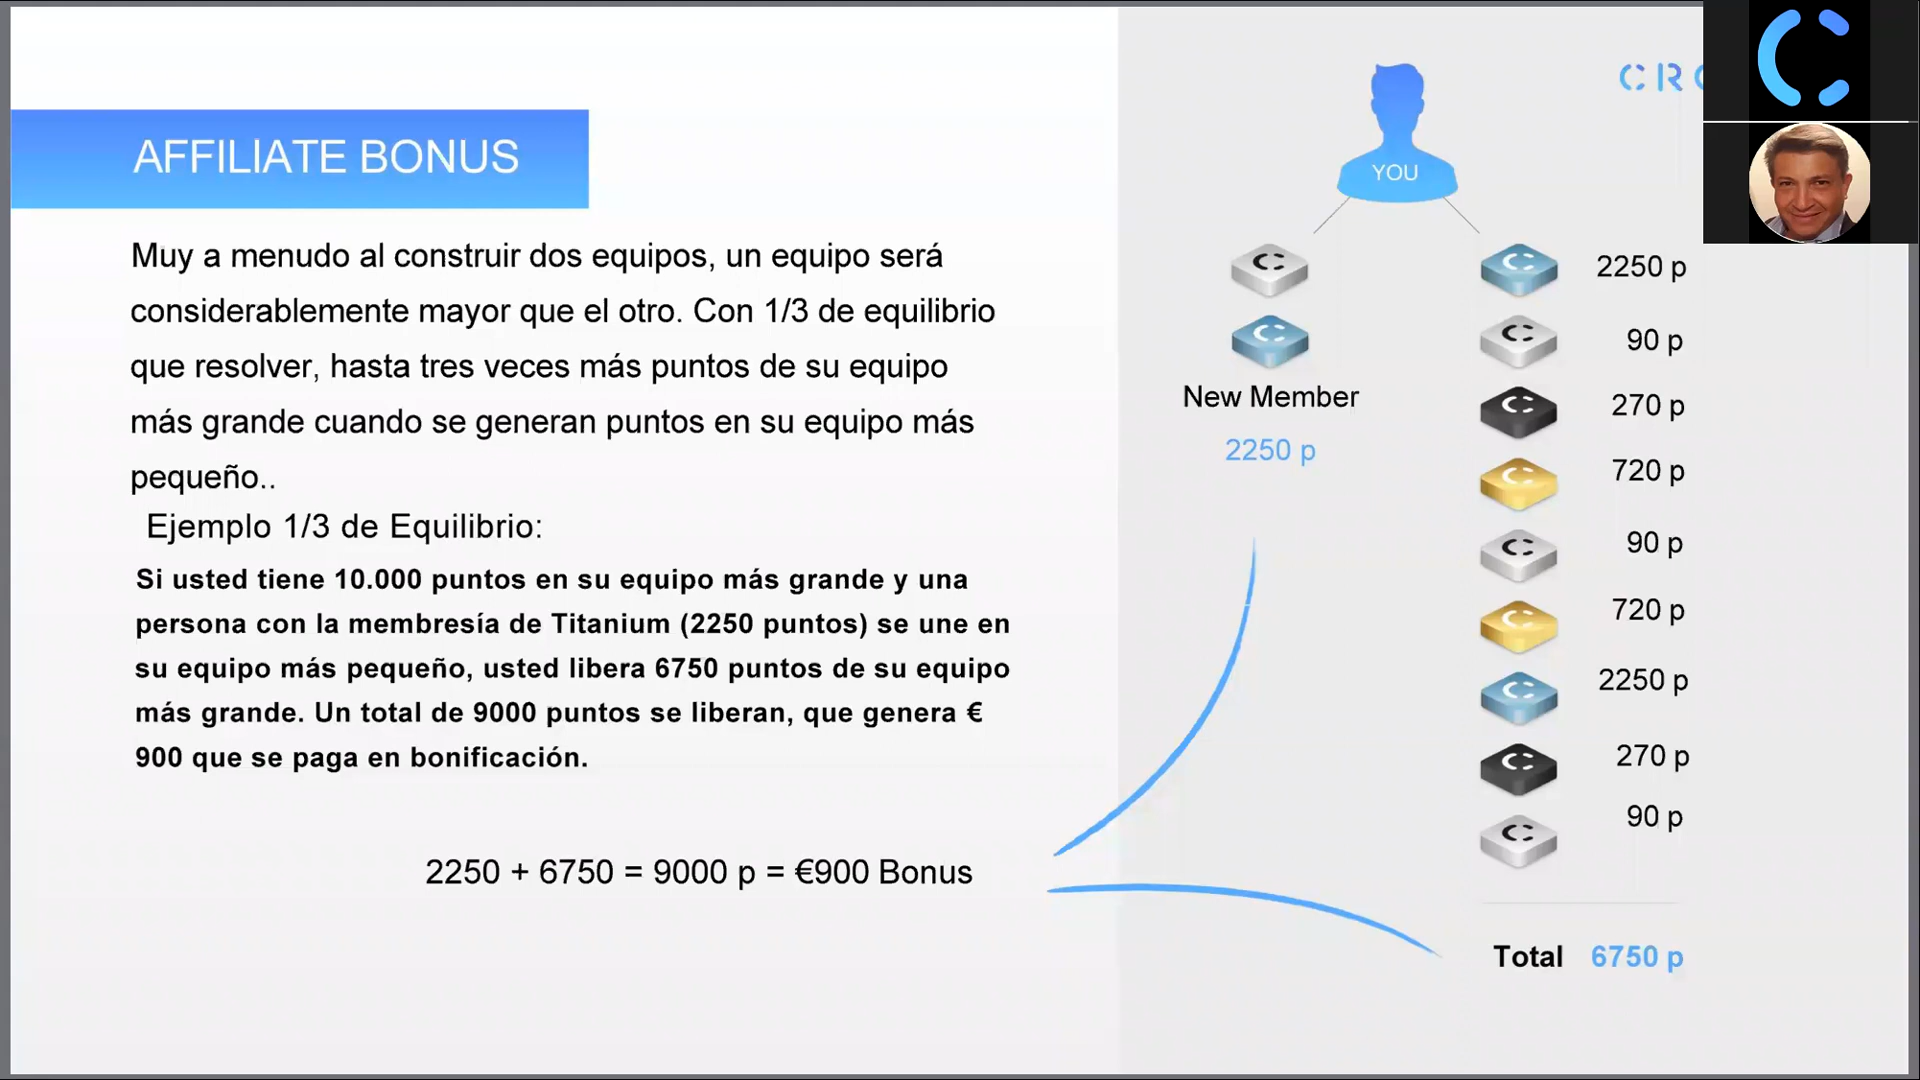 AFFILIATE BONUS
Muy a menudo al construir dos equipos, un equipo será
considerablemente mayor que el otro. Con 1/3 de equilibrio
que resolver, hasta tres veces más puntos de su equipo
más grande cuando se generan puntos en su equipo más
pequeño..
Ejemplo 1/3 de Equilibrio:
Si usted tiene 10.000 puntos en su equipo más grande y una
persona con la membresía de Titanium (2250 puntos) se une en
su equipo más pequeño, usted libera 6750 puntos de su equipo
más grande. Un total de 9000 puntos se liberan, que genera €
900 que se paga en bonificación.
2250 + 6750 = 9000 p = €900 Bonus
YOU
New Member
2250 p
2250 p
90 p
270 p
720 p
90 p
720 p
2250 p
270 p
90 p
Total 6750 p